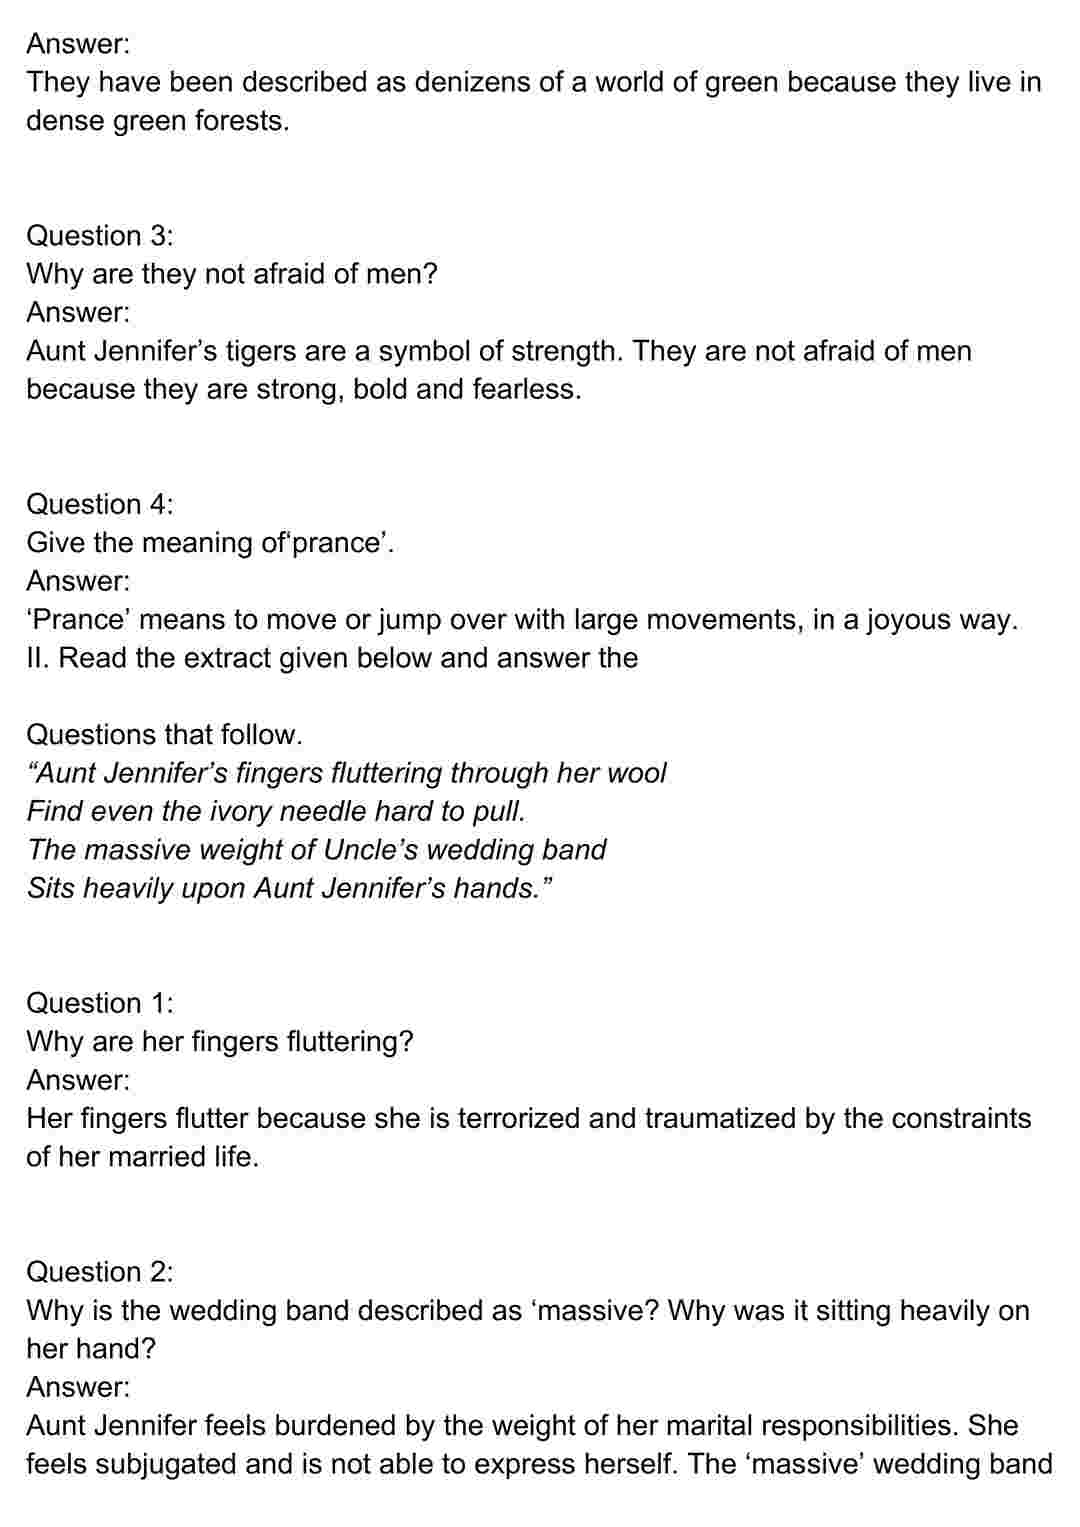 Answer:
They have been described as denizens of a world of green because they live in
dense green forests.
Question 3:
Why are they not afraid of men?
Answer:
Aunt Jennifer’s tigers are a symbol of strength. They are not afraid of men
because they are strong, bold and fearless.
Question 4:
Give the meaning of‘prance’.
Answer:
‘Prance’ means to move or jump over with large movements, in a joyous way.
II. Read the extract given below and answer the
Questions that follow.
“Aunt Jennifer’s fingers fluttering through her wool
Find even the ivory needle hard to pull.
The massive weight of Uncle’s wedding band
Sits heavily upon Aunt Jennifer’s hands.”
Question 1:
Why are her fingers fluttering?
Answer:
Her fingers flutter because she is terrorized and traumatized by the constraints
of her married life.
Question 2:
Why is the wedding band described as ‘massive? Why was it sitting heavily on
her hand?
Answer:
Aunt Jennifer feels burdened by the weight of her marital responsibilities. She
feels subjugated and is not able to express herself. The ‘massive’ wedding band